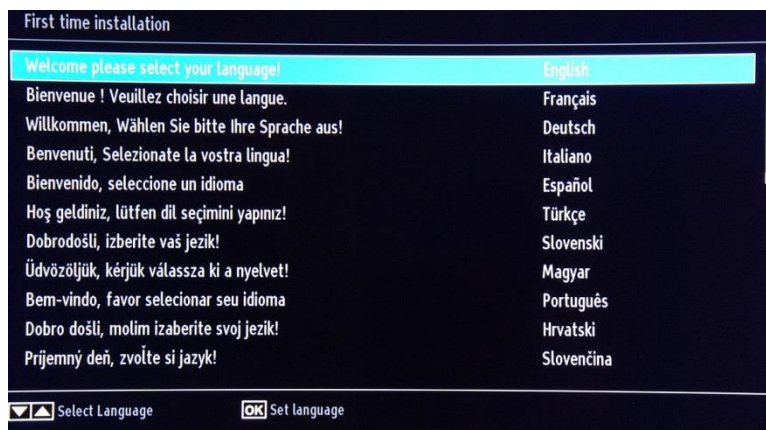 First time installation
Welcome please select your language! English
Bienvenue ! Veuillez choisir une langue. Français
Willkommen, Wählen Sie bitte Ihre Sprache aus! Deutsch
Benvenuti, Selezionate la vostra lingua! Italiano
Bienvenido, seleccione un idioma Español
Hoş geldiniz, lütfen dil seçimini yapınız! Türkçe
Dobrodošli, izberite vaš jezik! Slovenski
Üdvözöljük, kérjük válassza ki a nyelvet! Magyar
Bem-vindo, favor selecionar seu idioma Português
Dobro došli, molim izaberite svoj jezik! Hrvatski
Príjemný deň, zvoľte si jazyk! Slovenčina
Select Language OK Set language